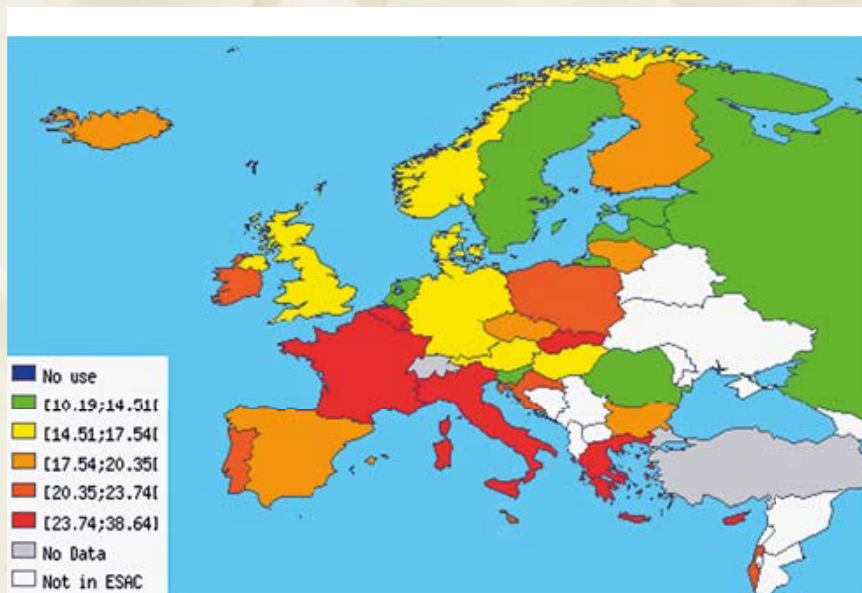 No use
[10.19;14.51[
[14.51;17.54[
[17.54;20.35[
[20.35;23.74[
[23.74;38.64]
No Data
Not in ESAC